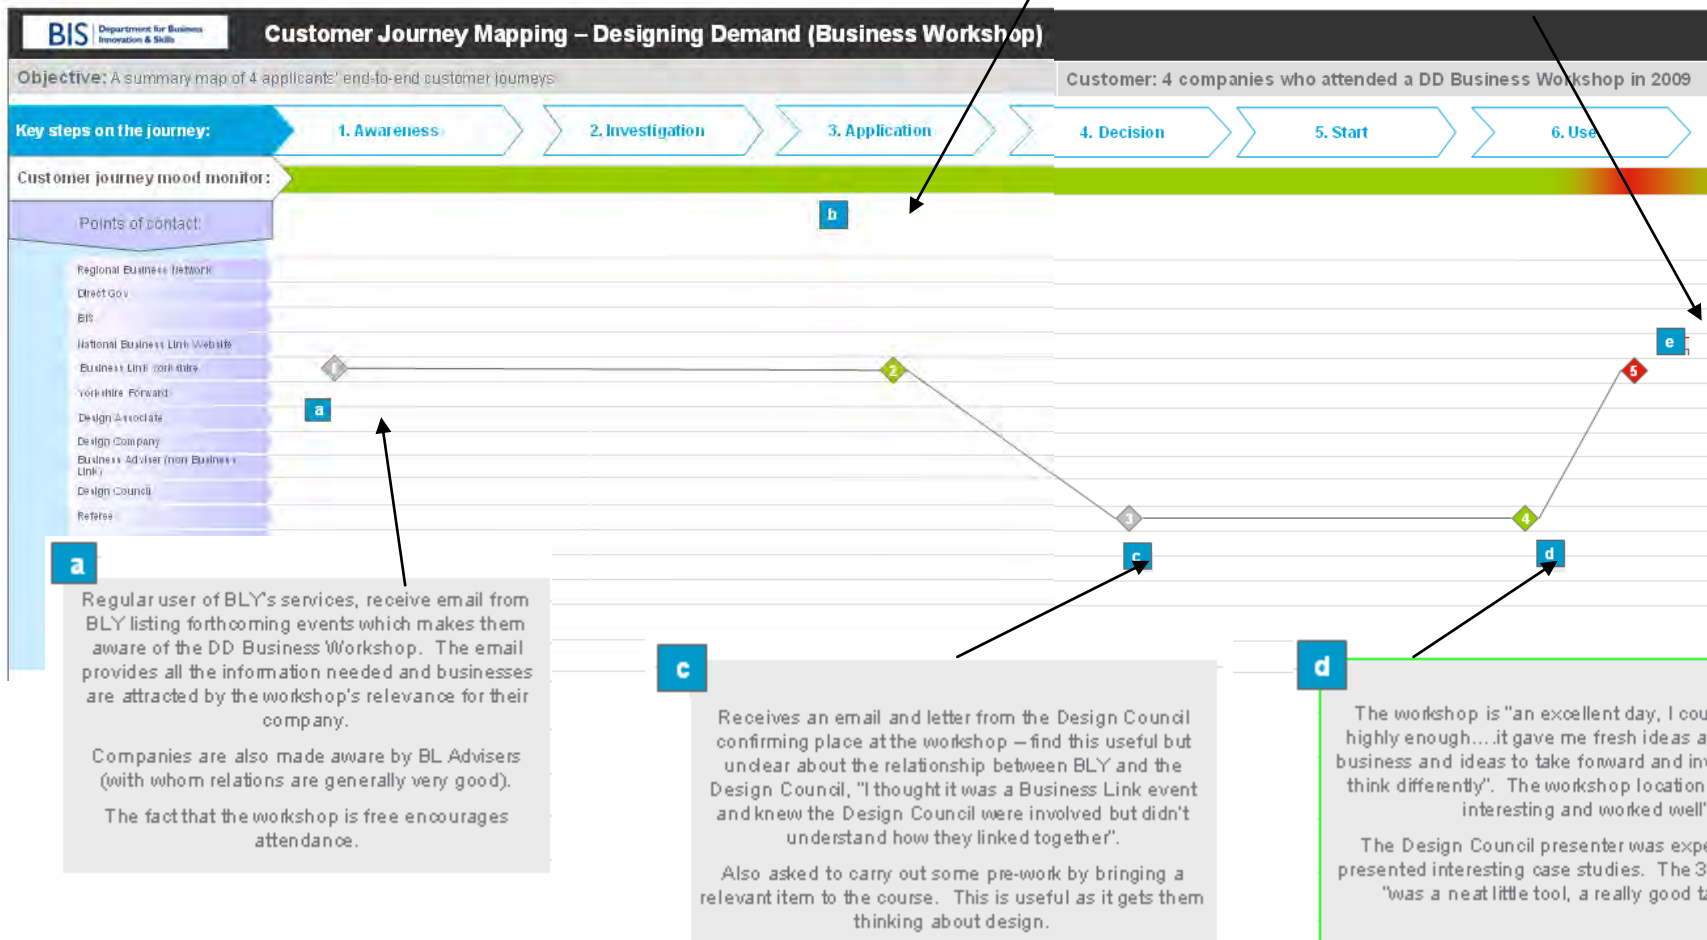 BIS Department for Business Innovation & Skills
Customer Journey Mapping – Designing Demand (Business Workshop)
Objective: A summary map of 4 applicants' end-to-end customer journeys
Customer: 4 companies who attended a DD Business Workshop in 2009
Key steps on the journey:
1. Awareness
2. Investigation
3. Application
4. Decision
5. Start
6. Use
Customer journey mood monitor:
Points of contact:
b
Regional Business Network
Direct Gov
BIS
National Business Link Website
e
Business Link Yorkshire
1
2
5
Yorkshire Forward
a
Design Associate
Design Company
Business Adviser (non Business
Link)
Design Council
Referee
3
4
c
d
a
Regular user of BLY's services, receive email from
BLY listing forthcoming events which makes them
aware of the DD Business Workshop. The email
provides all the information needed and businesses
are attracted by the workshop's relevance for their
company.
Companies are also made aware by BL Advisers
(with whom relations are generally very good).
The fact that the workshop is free encourages
attendance.
c
Receives an email and letter from the Design Council
confirming place at the workshop – find this useful but
unclear about the relationship between BLY and the
Design Council, "I thought it was a Business Link event
and knew the Design Council were involved but didn't
understand how they linked together".
Also asked to carry out some pre-work by bringing a
relevant item to the course. This is useful as it gets them
thinking about design.
d
The workshop is "an excellent day, I cou
highly enough....it gave me fresh ideas a
business and ideas to take forward and inv
think differently". The workshop location
interesting and worked well"
The Design Council presenter was expe
presented interesting case studies. The 3
"was a neat little tool, a really good ta